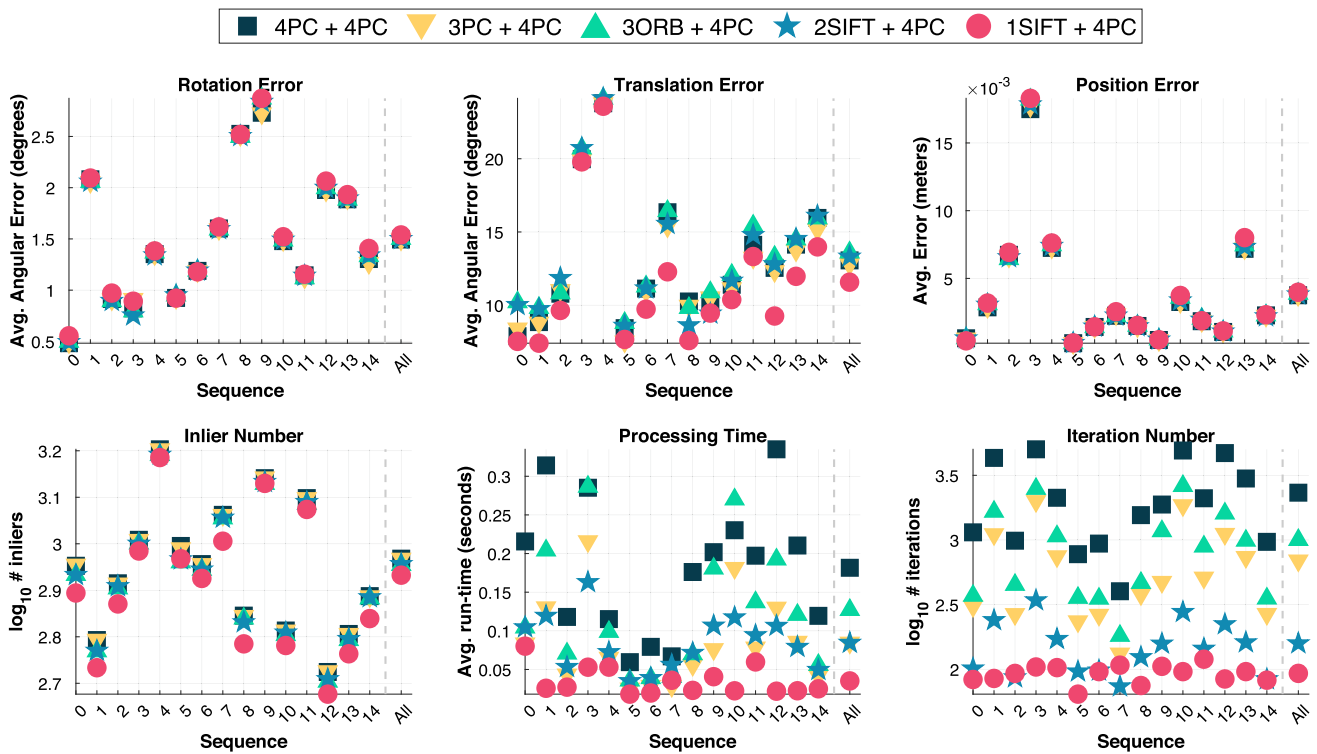 4PC + 4PC 3PC + 4PC 3ORB + 4PC 2SIFT + 4PC 1SIFT + 4PC
Rotation Error
Avg. Angular Error (degrees)
2.5
2
1.5
1
0.5
0 1 2 3 4 5 6 7 8 9 10 11 12 13 14 All
Sequence
Translation Error
Avg. Angular Error (degrees)
20
15
10
0 1 2 3 4 5 6 7 8 9 10 11 12 13 14 All
Sequence
Position Error
×10⁻³
Avg. Error (meters)
15
10
5
0 1 2 3 4 5 6 7 8 9 10 11 12 13 14 All
Sequence
Inlier Number
log₁₀ # inliers
3.2
3.1
3
2.9
2.8
2.7
0 1 2 3 4 5 6 7 8 9 10 11 12 13 14 All
Sequence
Processing Time
Avg. run-time (seconds)
0.3
0.25
0.2
0.15
0.1
0.05
0 1 2 3 4 5 6 7 8 9 10 11 12 13 14 All
Sequence
Iteration Number
log₁₀ # iterations
3.5
3
2.5
2
0 1 2 3 4 5 6 7 8 9 10 11 12 13 14 All
Sequence